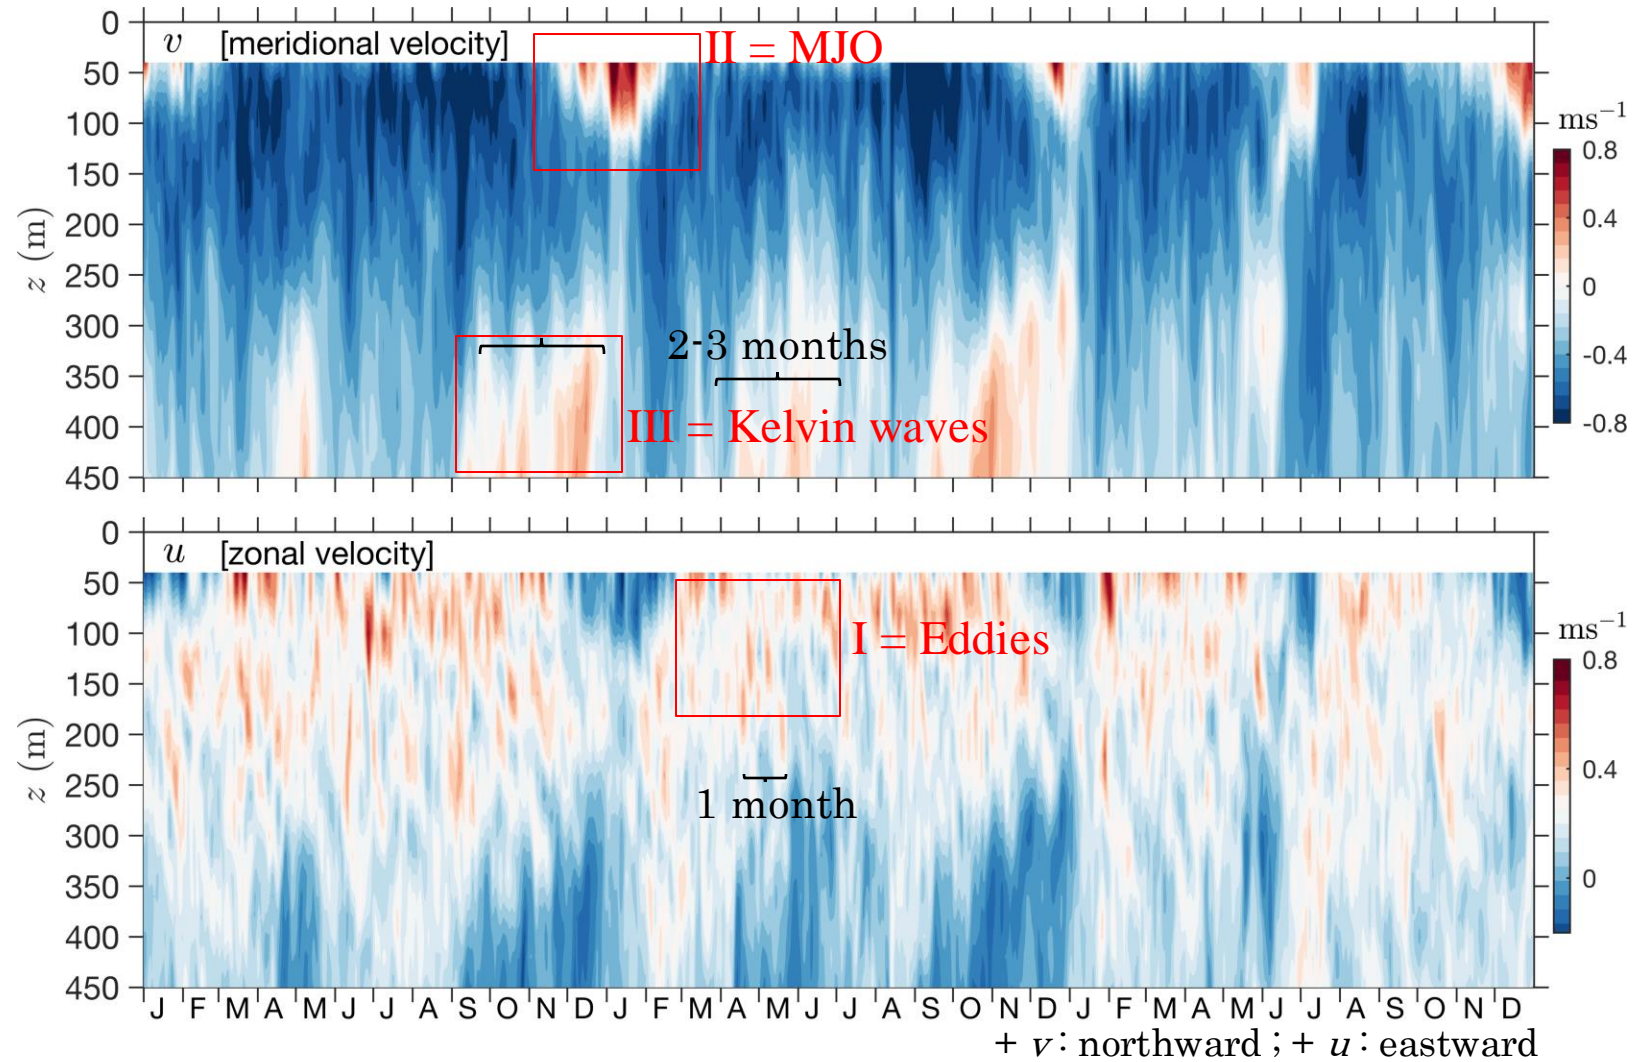 v [meridional velocity]
II = MJO
0
50
100
150
200
250
300
350
400
450
z (m)
2-3 months
III = Kelvin waves
ms−1
0.8
0.4
0
-0.4
-0.8
u [zonal velocity]
0
50
100
150
200
250
300
350
400
450
z (m)
I = Eddies
1 month
ms−1
0.8
0.4
0
J F M A M J J A S O N D J F M A M J J A S O N D J F M A M J J A S O N D
+ v : northward ; + u : eastward